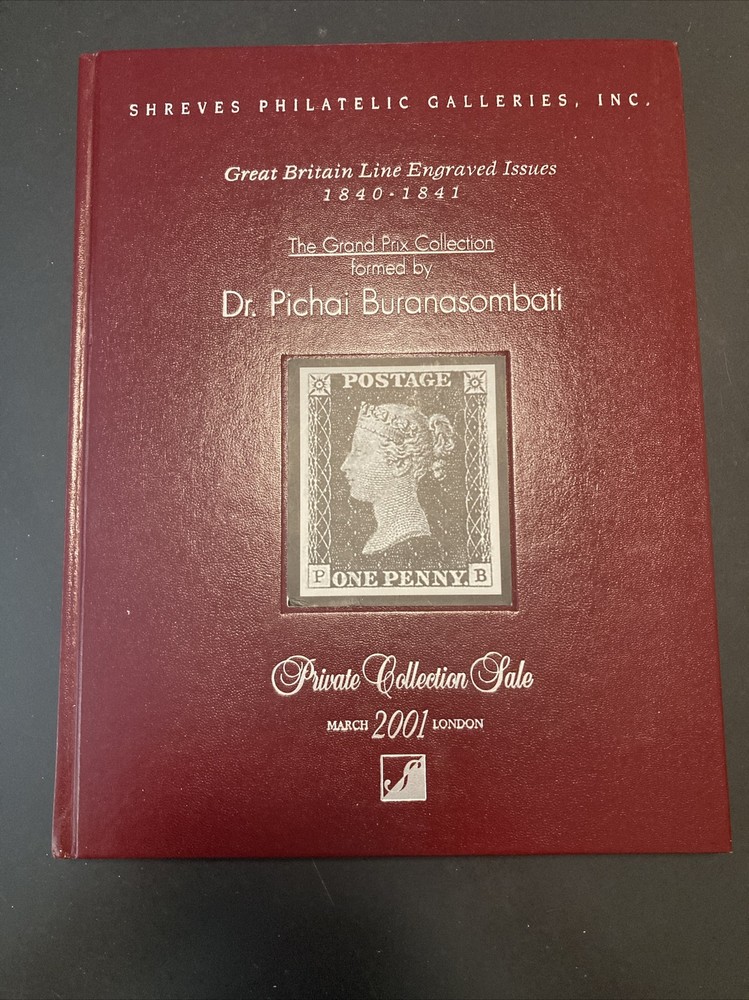 SHREVES PHILATELIC GALLERIES, INC.
Great Britain Line Engraved Issues
1840-1841
The Grand Prix Collection
formed by
Dr. Pichai Buranasombati
POSTAGE
P ONE PENNY. B
Private Collection Sale
MARCH 2001 LONDON